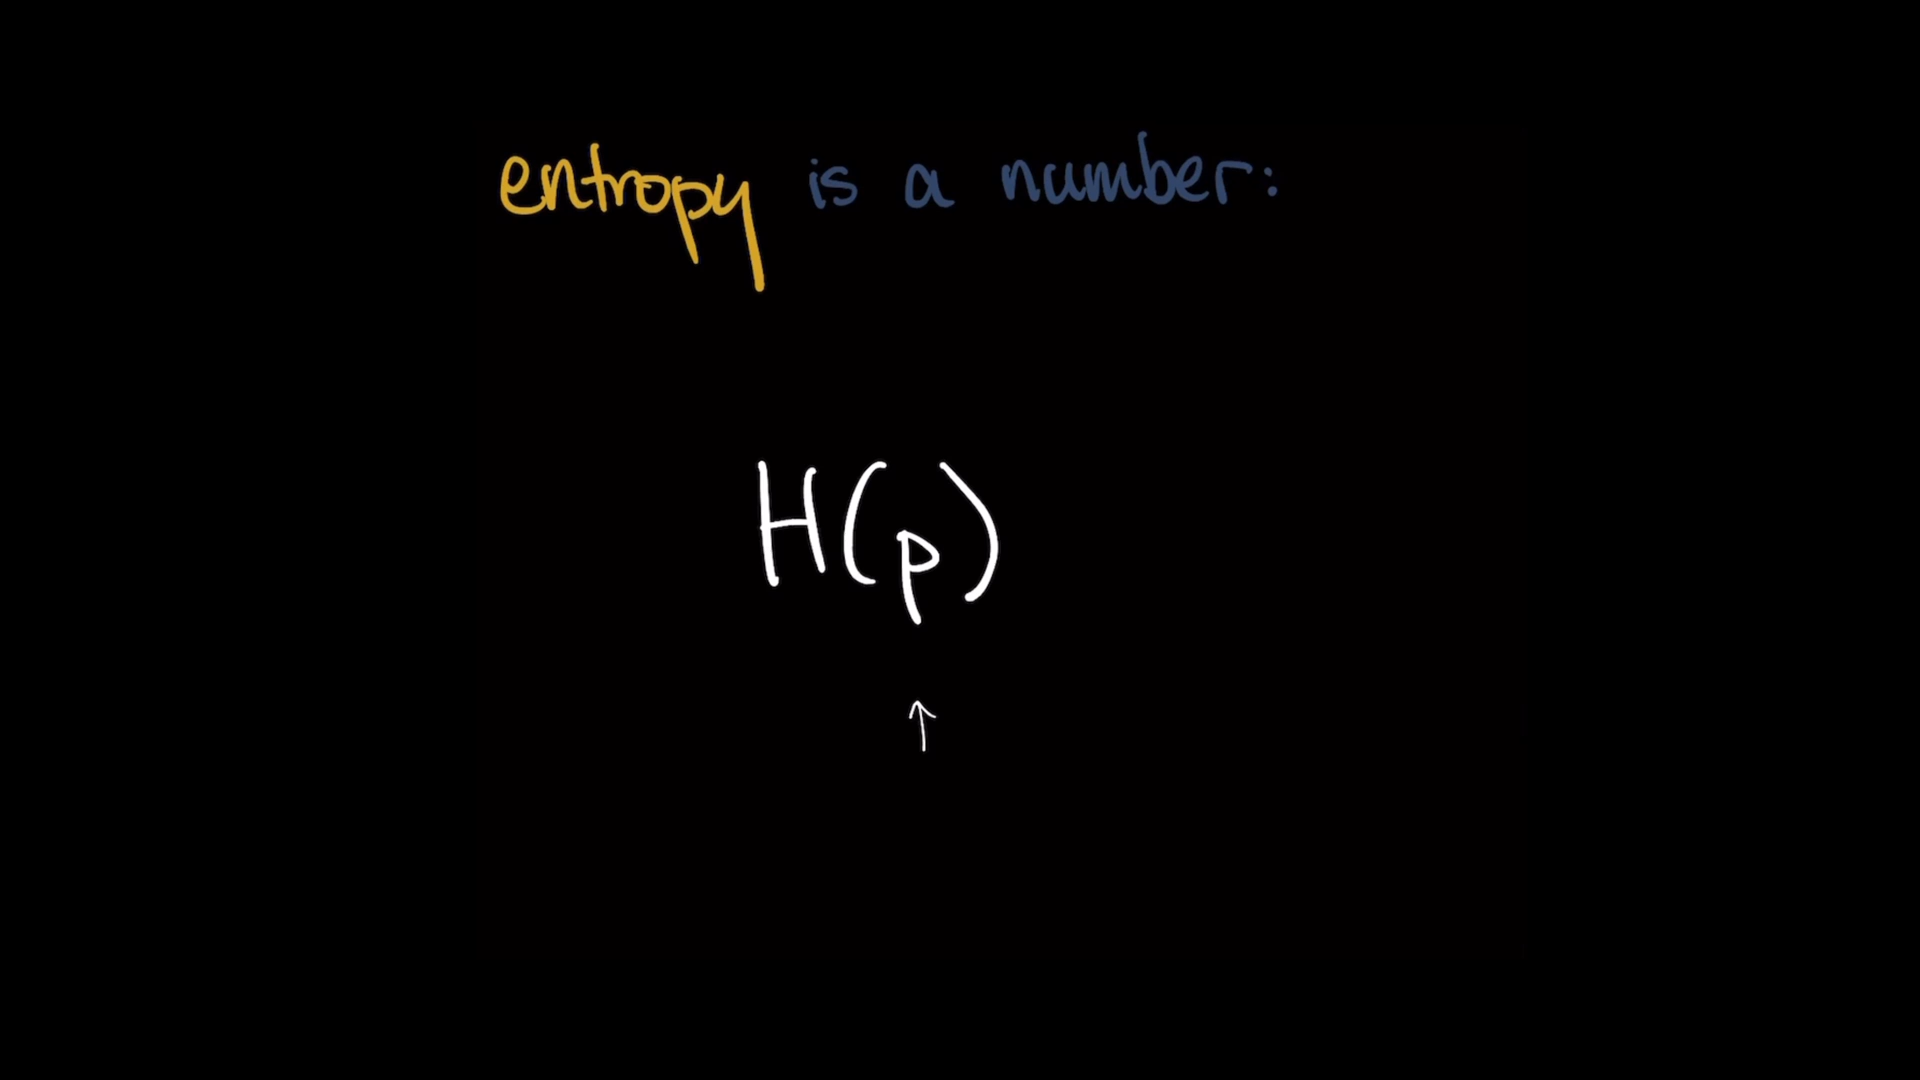 entropy is a number:
H(p)
↑